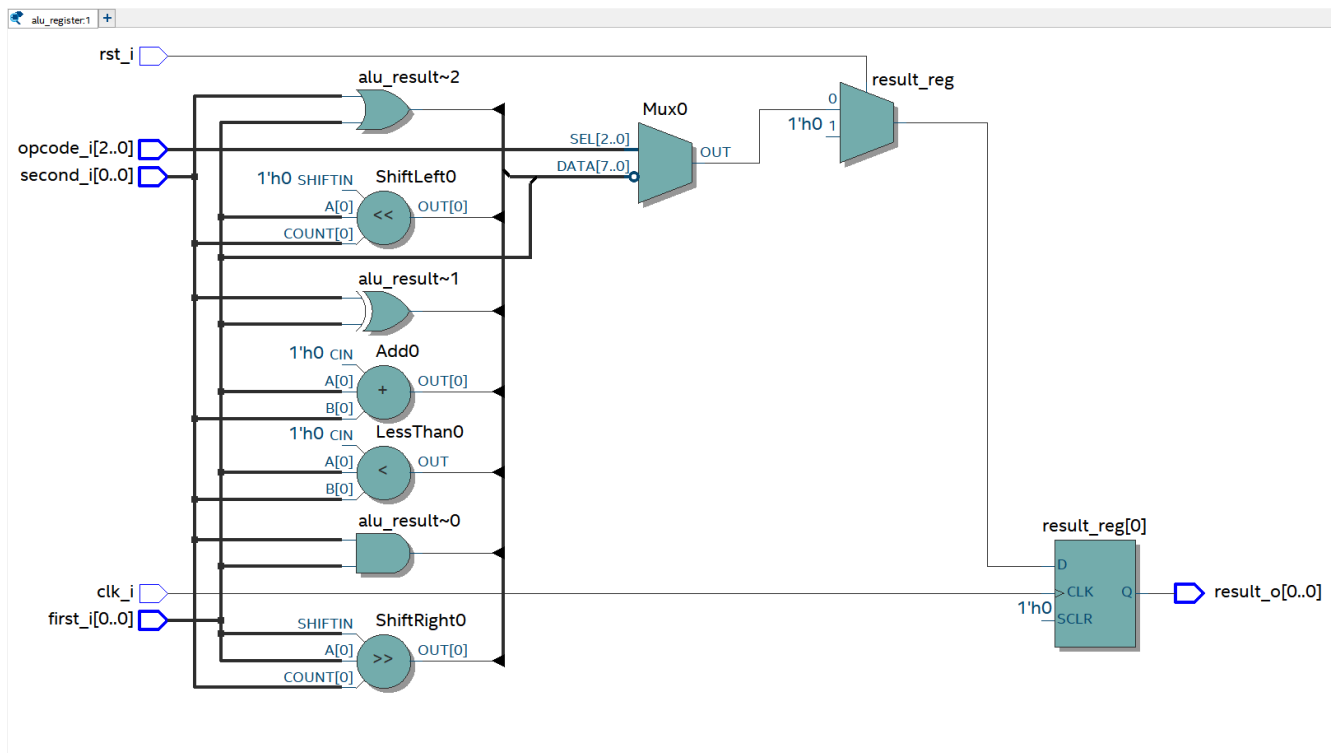 alu_register:1 +
rst_i
alu_result~2
result_reg
0
1'h0 1
Mux0
SEL[2..0]
DATA[7..0]
OUT
opcode_i[2..0]
second_i[0..0]
1'h0 SHIFTIN
ShiftLeft0
A[0]
<<
OUT[0]
COUNT[0]
alu_result~1
1'h0 CIN
Add0
A[0]
+
OUT[0]
B[0]
1'h0 CIN
LessThan0
A[0]
<
OUT
B[0]
alu_result~0
clk_i
first_i[0..0]
SHIFTIN
ShiftRight0
A[0]
>>
OUT[0]
COUNT[0]
result_reg[0]
D
CLK
Q
1'h0
SCLR
result_o[0..0]